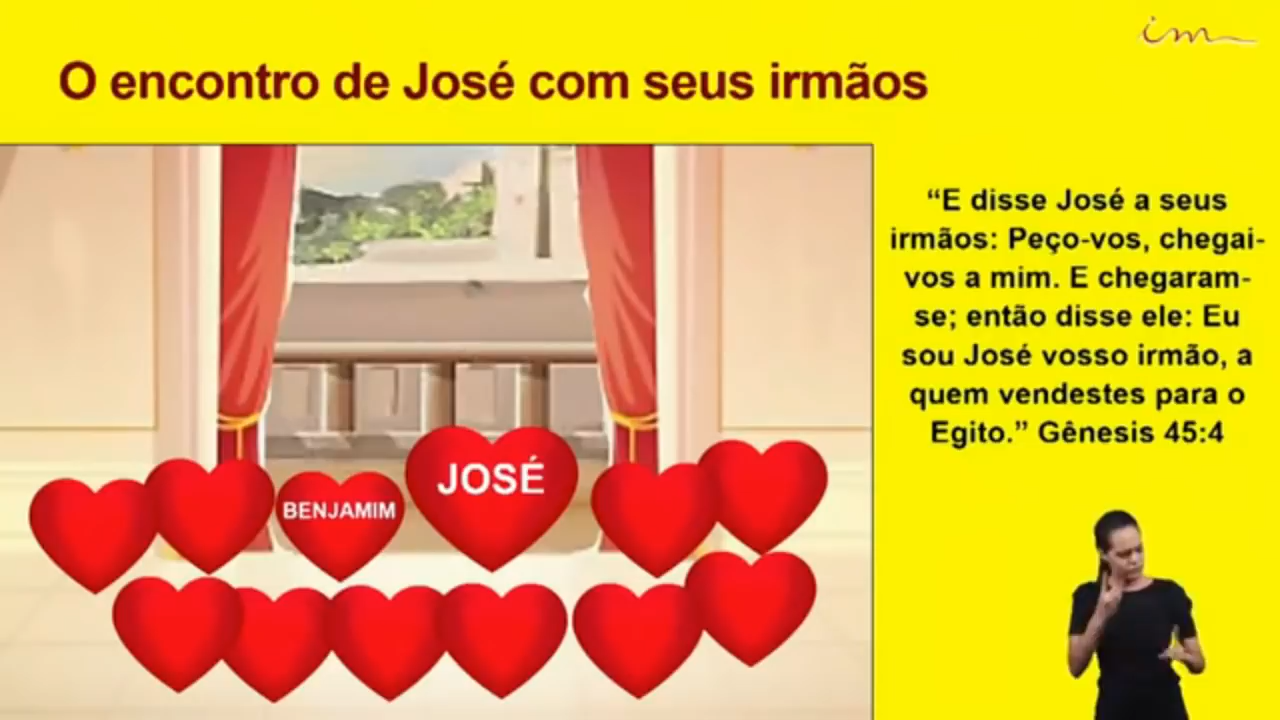 im
O encontro de José com seus irmãos
“E disse José a seus
irmãos: Peço-vos, chegai-
vos a mim. E chegaram-
se; então disse ele: Eu
sou José vosso irmão, a
quem vendestes para o
Egito.” Gênesis 45:4
JOSÉ
BENJAMIM